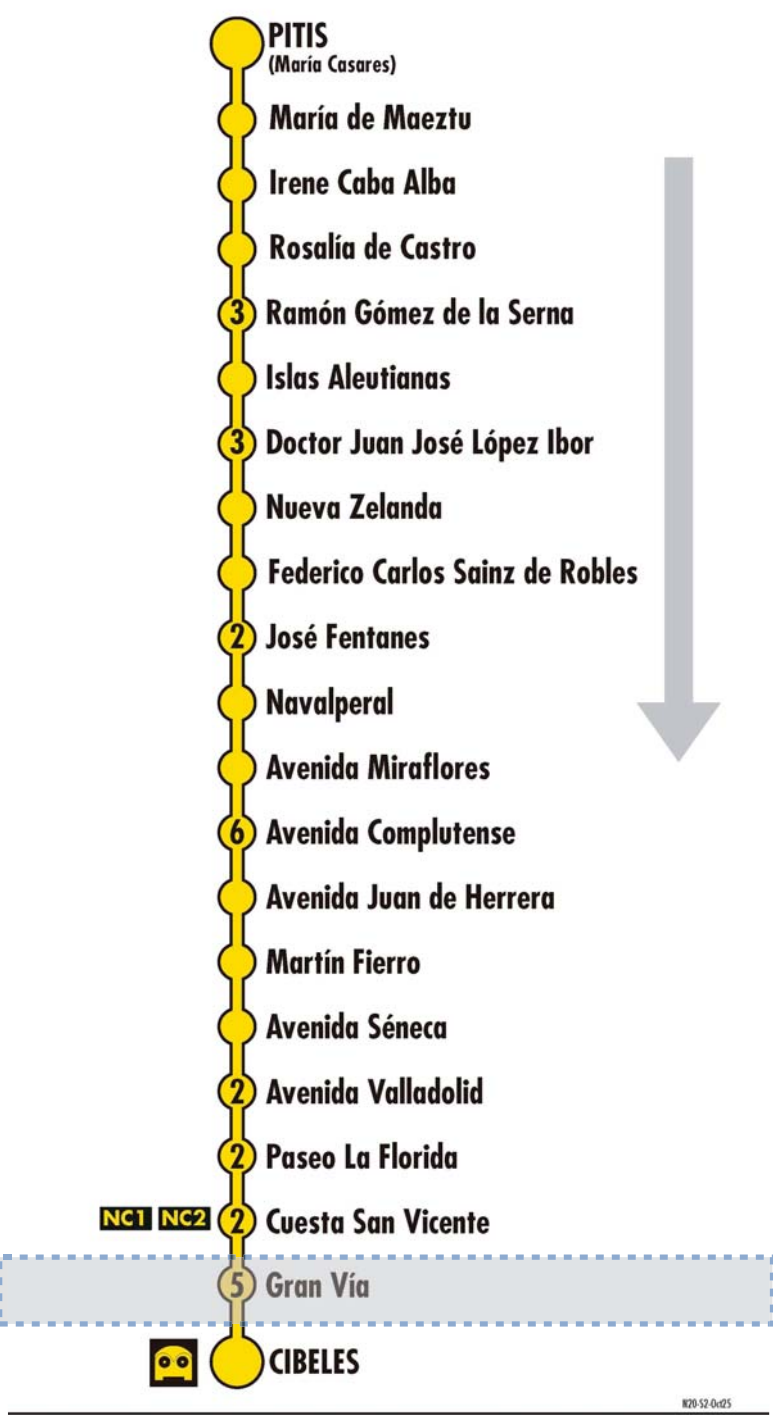 PITIS
(María Casares)
María de Maeztu
Irene Caba Alba
Rosalía de Castro
3 Ramón Gómez de la Serna
Islas Aleutianas
3 Doctor Juan José López Ibor
Nueva Zelanda
Federico Carlos Sainz de Robles
2 José Fentanes
Navalperal
Avenida Miraflores
6 Avenida Complutense
Avenida Juan de Herrera
Martín Fierro
Avenida Séneca
2 Avenida Valladolid
2 Paseo La Florida
NC1 NC2 2 Cuesta San Vicente
5 Gran Vía
CIBELES
N20-S2-Oct25